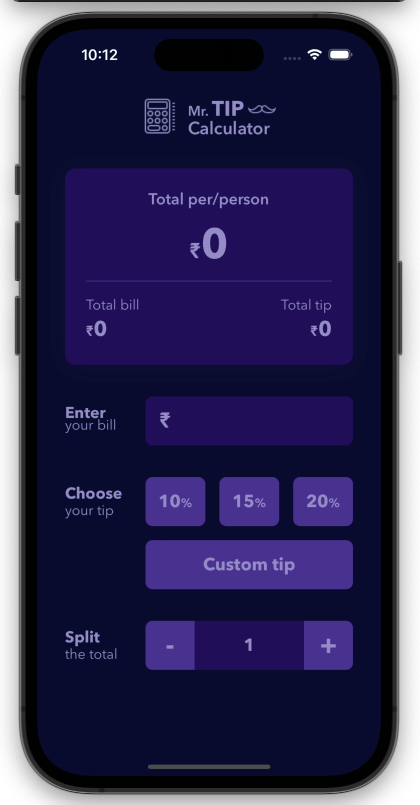 10:12
Mr. TIP
Calculator
Total per/person
₹0
Total bill Total tip
₹0 ₹0
Enter
your bill ₹
Choose
your tip
10% 15% 20%
Custom tip
Split
the total
- 1 +